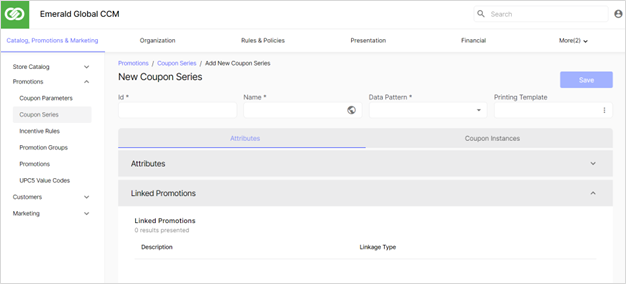 Emerald Global CCM
Search
Catalog, Promotions & Marketing Organization Rules & Policies Presentation Financial More(2)
Store Catalog
Promotions
Coupon Parameters
Coupon Series
Incentive Rules
Promotion Groups
Promotions
UPC5 Value Codes
Customers
Marketing
Promotions / Coupon Series / Add New Coupon Series
New Coupon Series
Save
Id * Name * Data Pattern * Printing Template
Attributes Coupon Instances
Attributes
Linked Promotions
Linked Promotions
0 results presented
Description Linkage Type